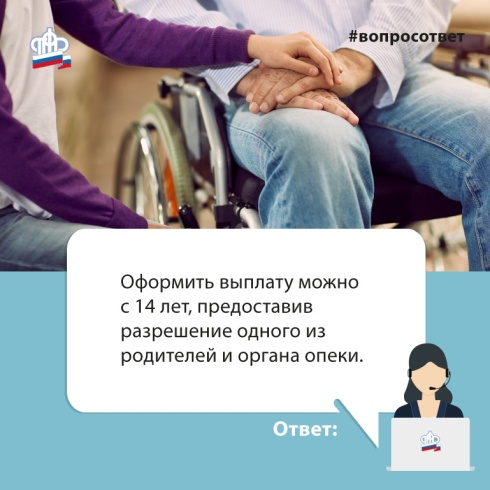 #вопросответ
Оформить выплату можно
с 14 лет, предоставив
разрешение одного из
родителей и органа опеки.
Ответ: